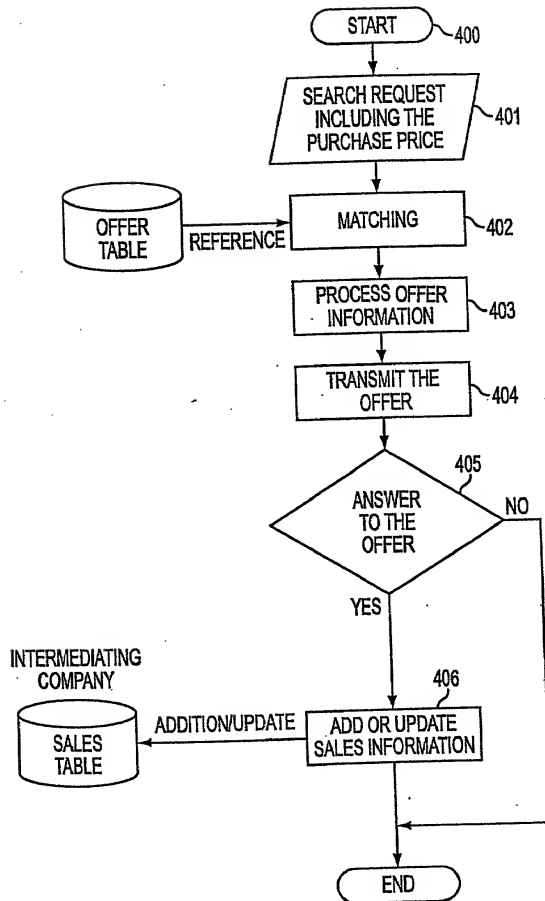 START
400
SEARCH REQUEST
INCLUDING THE
PURCHASE PRICE
401
OFFER
TABLE
REFERENCE
MATCHING
402
PROCESS OFFER
INFORMATION
403
TRANSMIT THE
OFFER
404
405
ANSWER
TO THE
OFFER
NO
YES
INTERMEDIATING
COMPANY
SALES
TABLE
ADDITION/UPDATE
406
ADD OR UPDATE
SALES INFORMATION
END